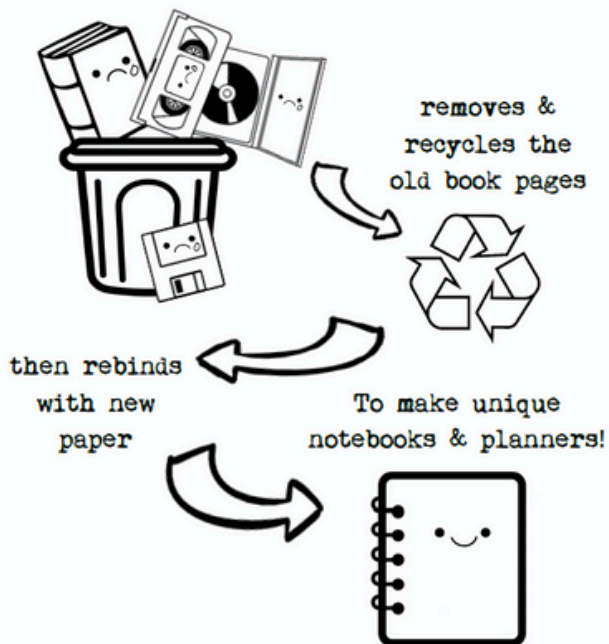 removes &
recycles the
old book pages
then rebinds
with new
paper
To make unique
notebooks & planners!